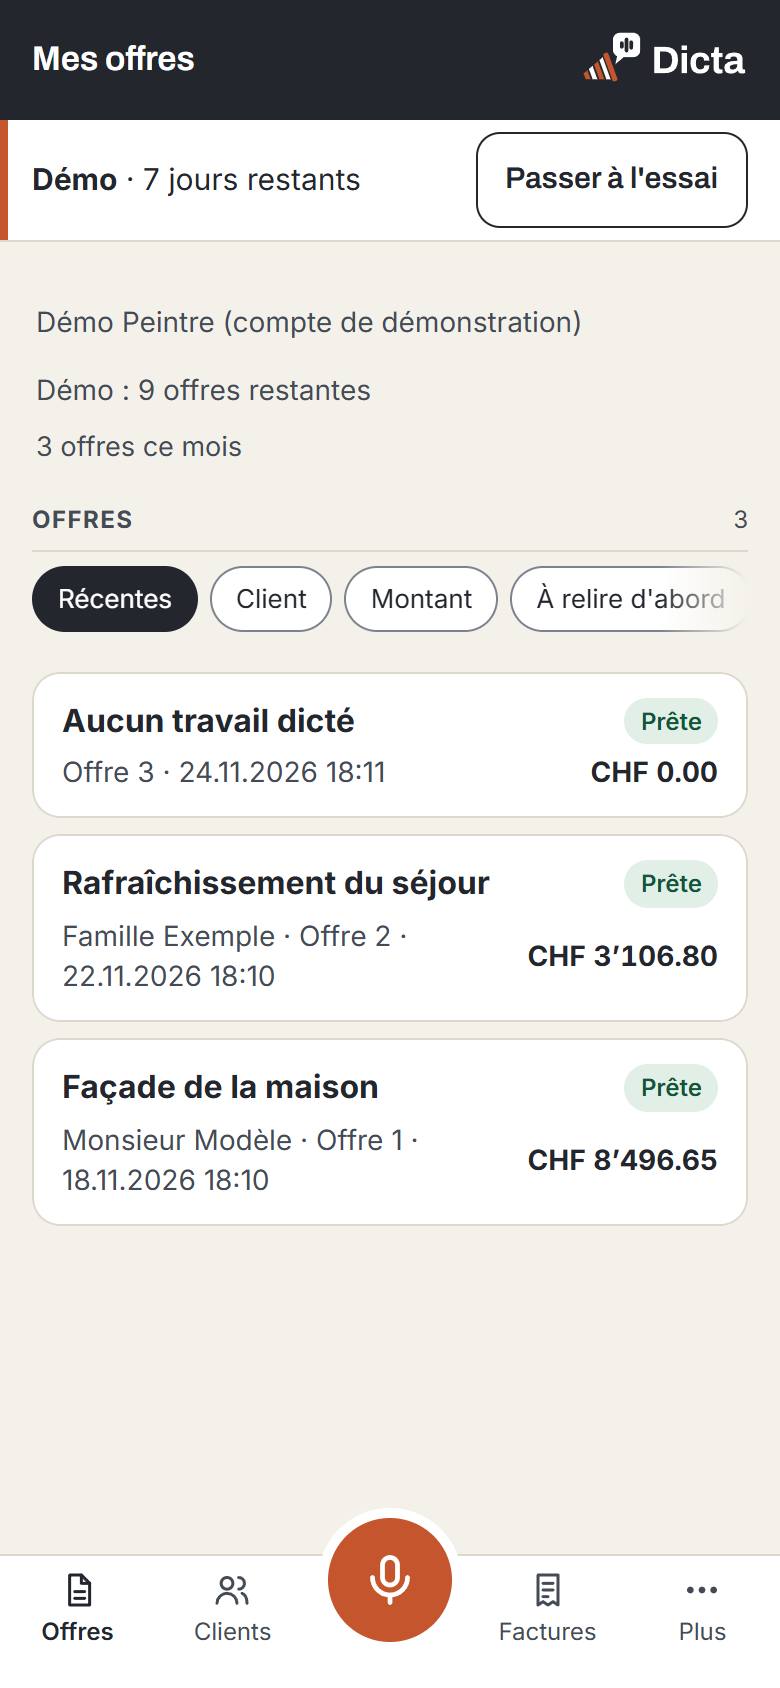 Mes offres
Dicta
Démo · 7 jours restants
Passer à l'essai
Démo Peintre (compte de démonstration)
Démo : 9 offres restantes
3 offres ce mois
OFFRES 3
Récentes Client Montant À relire d'abord
Aucun travail dicté Prête
Offre 3 · 24.11.2026 18:11 CHF 0.00
Rafraîchissement du séjour Prête
Famille Exemple · Offre 2 ·
22.11.2026 18:10
CHF 3’106.80
Façade de la maison Prête
Monsieur Modèle · Offre 1 ·
18.11.2026 18:10
CHF 8’496.65
Offres Clients Factures Plus